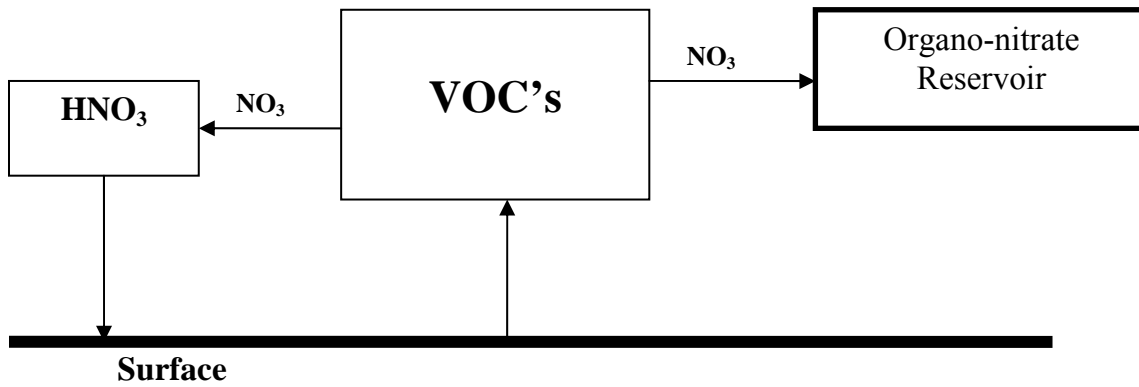 Organo-nitrate
Reservoir
NO₃
VOC’s
NO₃
HNO₃
Surface